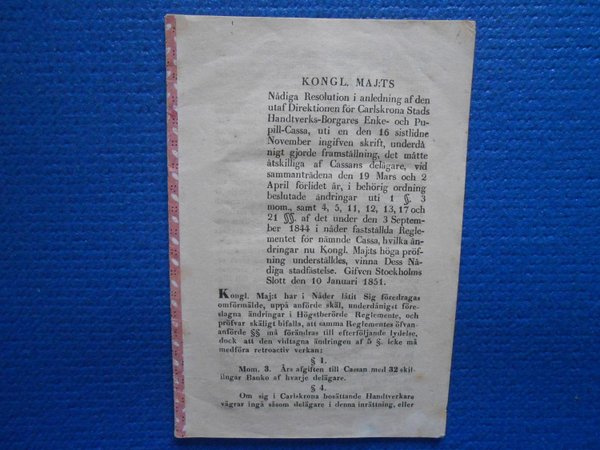 KONGL. MAJ:TS
Nådiga Resolution i anledning af den
utaf Direktionen för Carlskrona Stads
Handtverks-Borgares Enke- och Pu-
pill-Cassa, uti en den 16 sistlidne
November ingifven skrift, underdå
nigt gjorde framställning, det måtte
åtskilliga af Cassans delägare, vid
sammanträdena den 19 Mars och 2
April förlidet år, i behörig ordning
beslutade ändringar uti 1 §. 3
mom., samt 4, 5, 11, 12, 13, 17 och
21 §§. af det under den 3 Septem-
ber 1844 i nåder fastställda Regle-
mentet för nämnde Cassa, hvilka än-
dringar nu Kongl. Maj:ts höga pröf-
ning underställdes, vinna Dess Nå-
diga stadfästelse. Gifven Stockholms
Slott den 10 Januari 1851.
Kongl. Maj:t har i Nåder låtit Sig föredragas
omförmälde, uppå anförde skäl, underdånigst före-
slagna ändringar i Högstberörde Reglemente, och
pröfvar skäligt bifalla, att samma Reglementes öfvan-
anförde §§ må förändras till efterföljande lydelse,
dock att den vidtagna ändringen af 5 §. icke må
medföra retroactiv verkan:
§ 1.
Mom. 3. Års afgiften till Cassan med 32 skil-
lingar Banko af hvarje delägare.
§ 4.
Om sig i Carlskrona bosättande Handtverkare
vägrar ingå såsom delägare i denna inrättning, eller